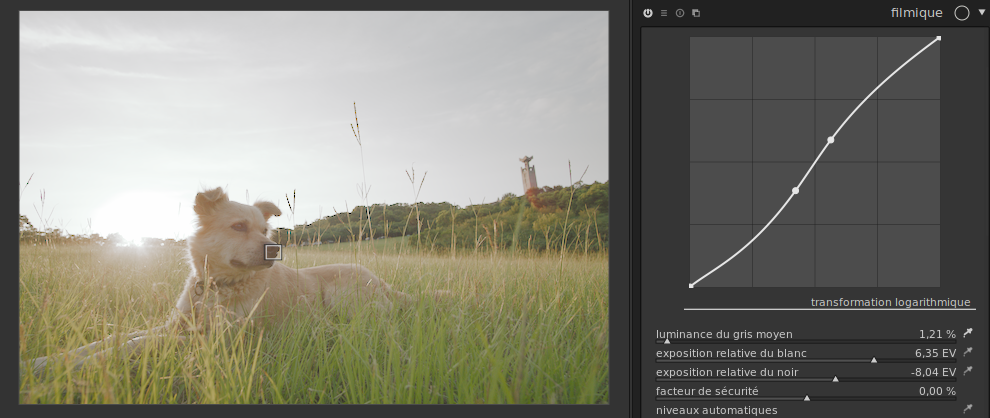 filmique
transformation logarithmique
luminance du gris moyen 1,21 %
exposition relative du blanc 6,35 EV
exposition relative du noir -8,04 EV
facteur de sécurité 0,00 %
niveaux automatiques